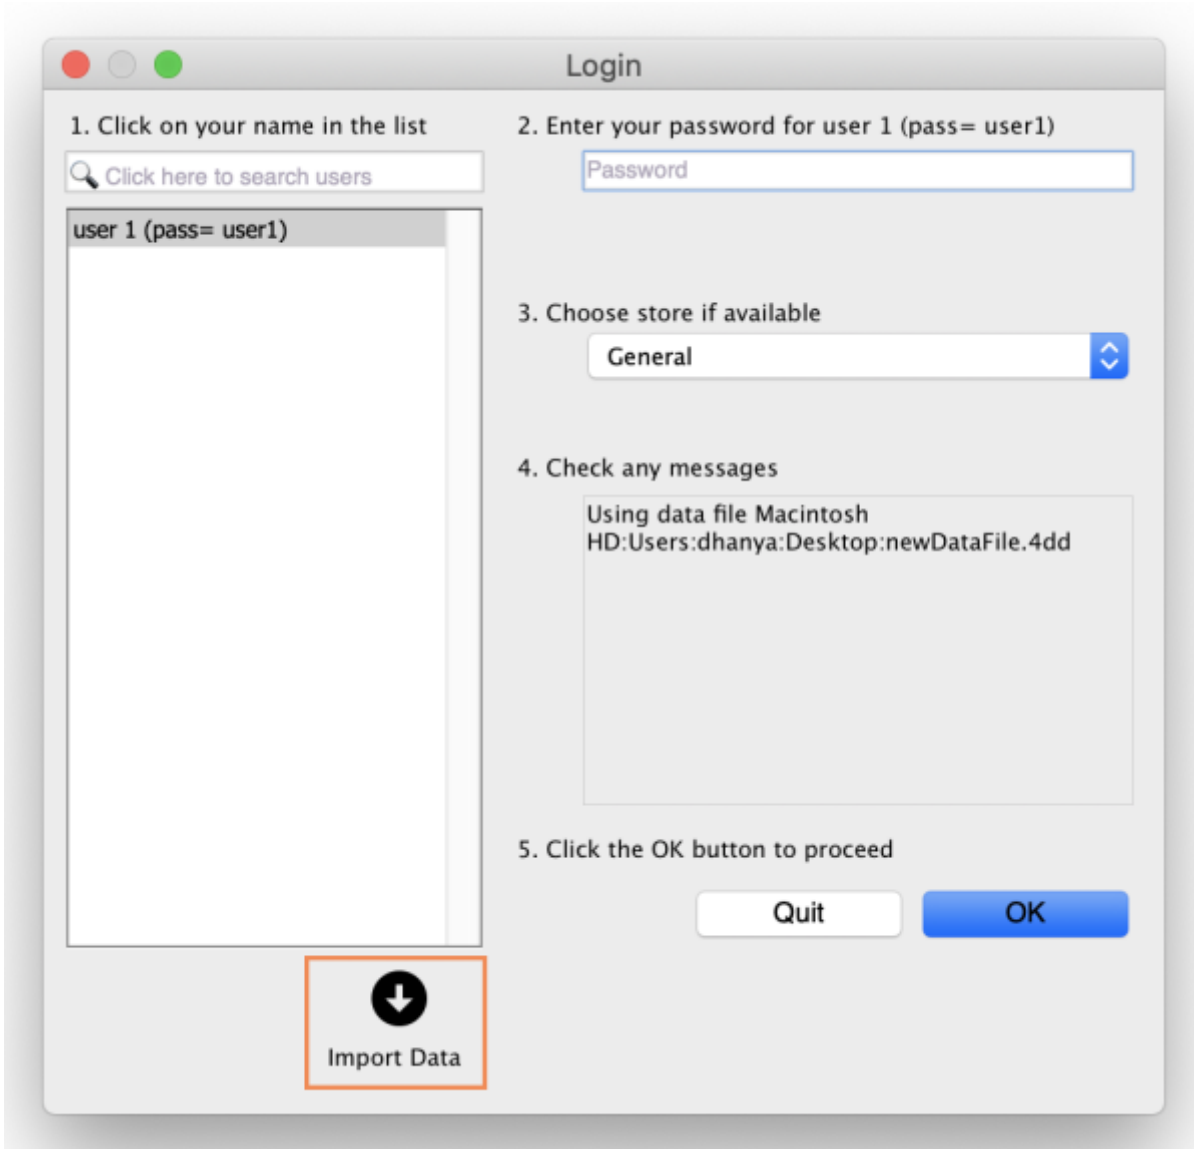 Login
1. Click on your name in the list
Click here to search users
user 1 (pass= user1)
Import Data
2. Enter your password for user 1 (pass= user1)
Password
3. Choose store if available
General
4. Check any messages
Using data file Macintosh
HD:Users:dhanya:Desktop:newDataFile.4dd
5. Click the OK button to proceed
Quit
OK